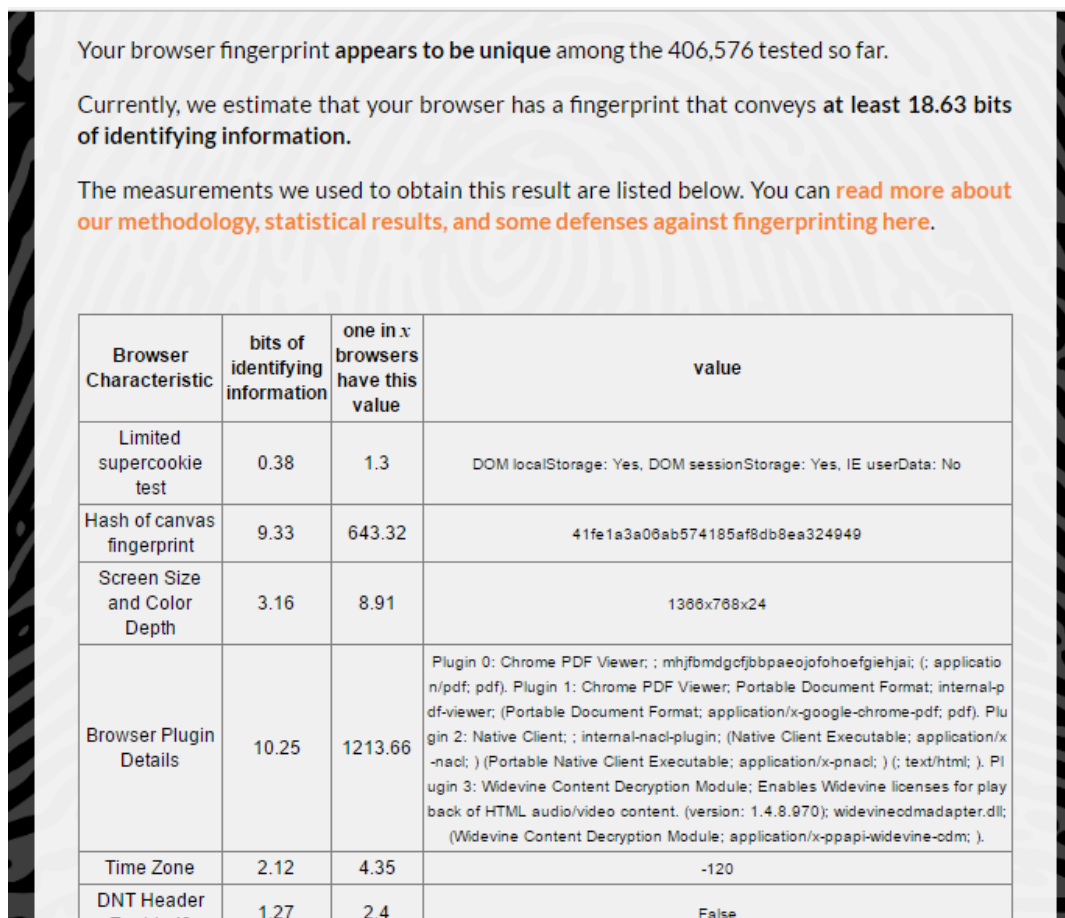 Your browser fingerprint appears to be unique among the 406,576 tested so far.
Currently, we estimate that your browser has a fingerprint that conveys at least 18.63 bits
of identifying information.
The measurements we used to obtain this result are listed below. You can read more about
our methodology, statistical results, and some defenses against fingerprinting here.
Browser
Characteristic
bits of
identifying
information
one in x
browsers
have this
value
value
Limited
supercookie
test
0.38
1.3
DOM localStorage: Yes, DOM sessionStorage: Yes, IE userData: No
Hash of canvas
fingerprint
9.33
643.32
41fe1a3a06ab574185af8db8ea324949
Screen Size
and Color
Depth
3.16
8.91
1366x768x24
Browser Plugin
Details
10.25
1213.66
Plugin 0: Chrome PDF Viewer; ; mhjfbmdgcfjbbpaeojofohoefgiehjai; (; applicatio
n/pdf; pdf). Plugin 1: Chrome PDF Viewer; Portable Document Format; internal-p
df-viewer; (Portable Document Format; application/x-google-chrome-pdf; pdf). Plu
gin 2: Native Client; ; internal-nacl-plugin; (Native Client Executable; application/x
-nacl; ) (Portable Native Client Executable; application/x-pnacl; ) (; text/html; ). Pl
ugin 3: Widevine Content Decryption Module; Enables Widevine licenses for play
back of HTML audio/video content. (version: 1.4.8.970); widevinecdmadapter.dll;
(Widevine Content Decryption Module; application/x-ppapi-widevine-cdm; ).
Time Zone
2.12
4.35
-120
DNT Header
1.27
2.4
False